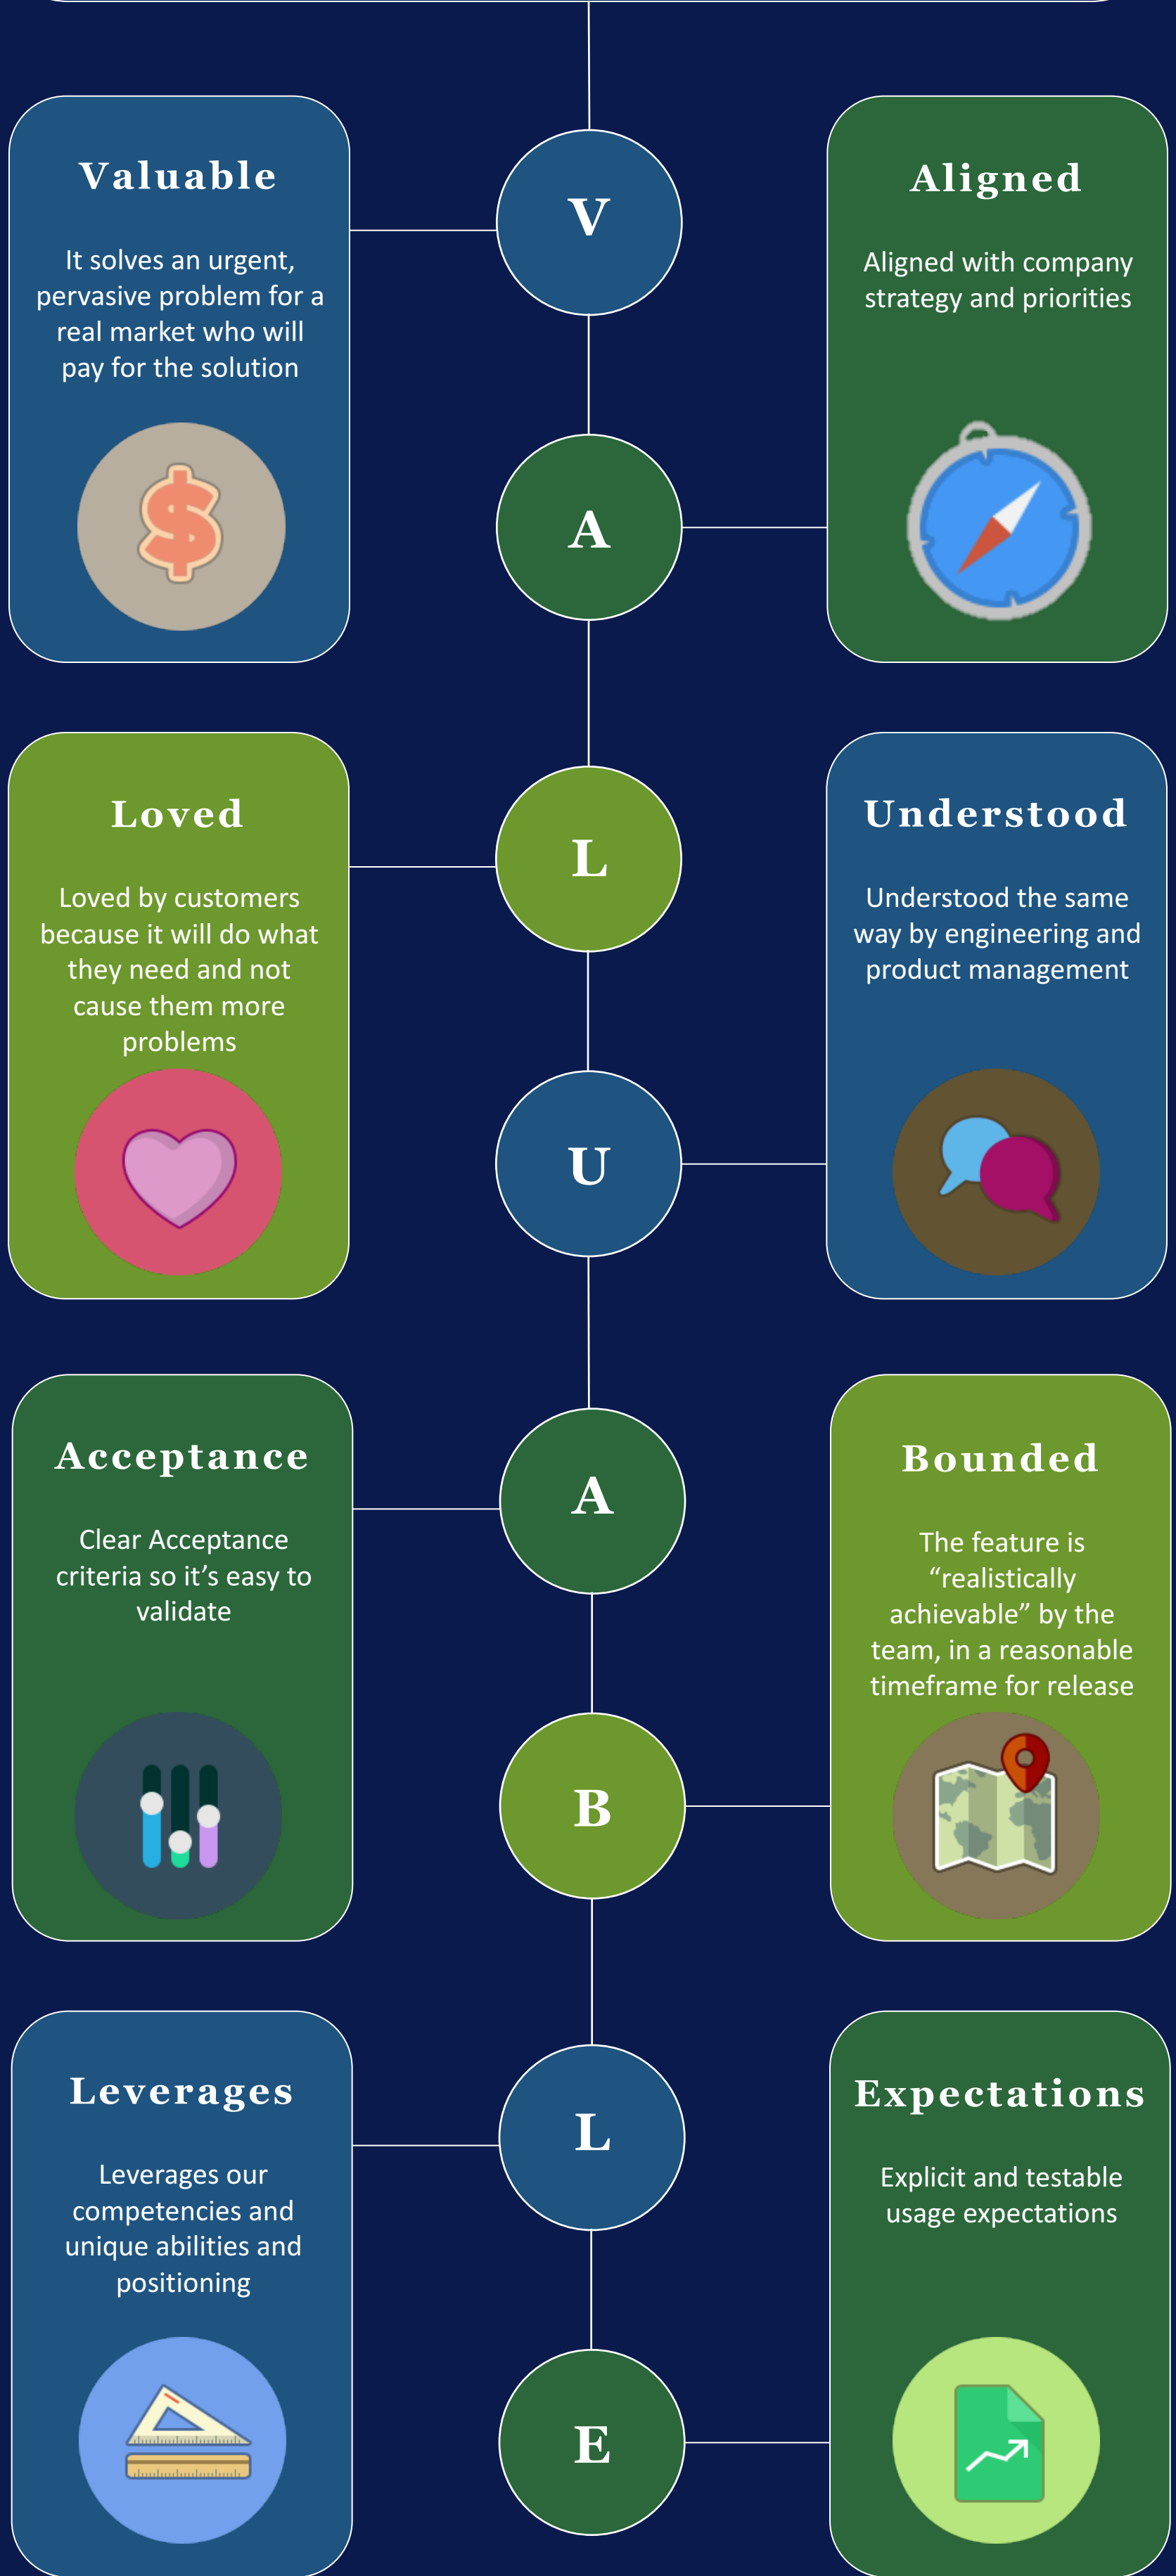 V
Valuable
It solves an urgent,
pervasive problem for a
real market who will
pay for the solution
A
Aligned
Aligned with company
strategy and priorities
L
Loved
Loved by customers
because it will do what
they need and not
cause them more
problems
U
Understood
Understood the same
way by engineering and
product management
A
Acceptance
Clear Acceptance
criteria so it’s easy to
validate
B
Bounded
The feature is
“realistically
achievable” by the
team, in a reasonable
timeframe for release
L
Leverages
Leverages our
competencies and
unique abilities and
positioning
E
Expectations
Explicit and testable
usage expectations